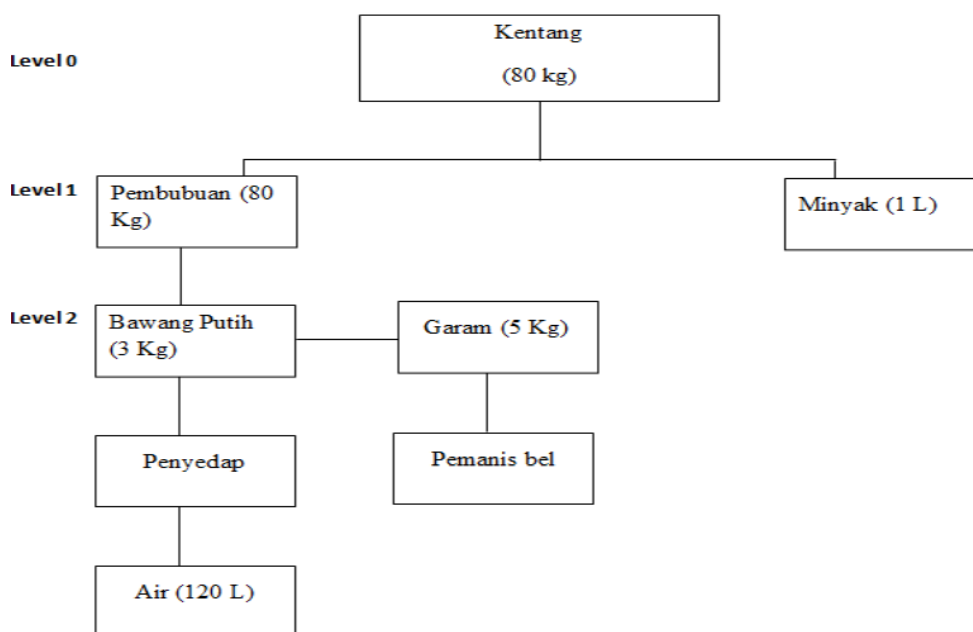 Level 0
Kentang
(80 kg)
Level 1
Pembubuan (80
Kg)
Minyak (1 L)
Level 2
Bawang Putih
(3 Kg)
Garam (5 Kg)
Penyedap
Pemanis bel
Air (120 L)